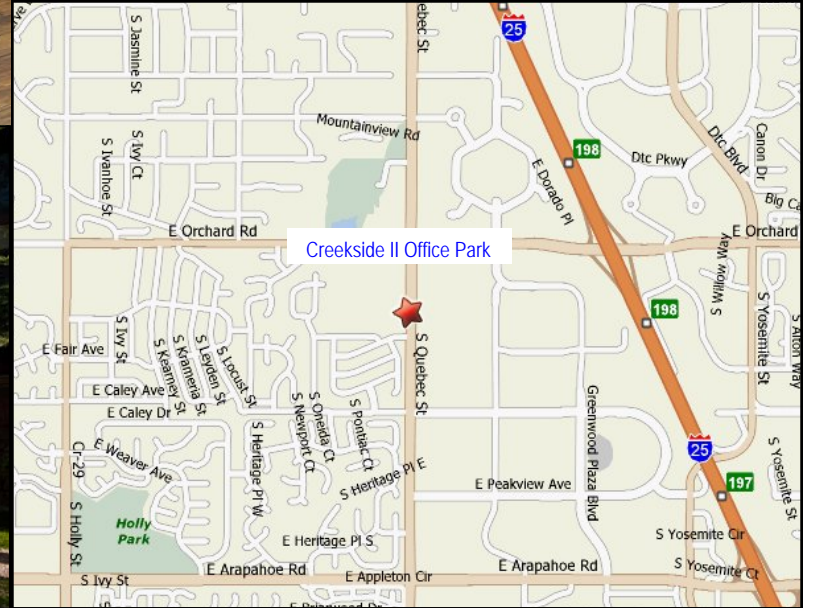 S Jasmine St
ebec St
25
Mountainview Rd
198
Dtc Pkwy
Dtc Blvd
Canon Dr
S Ivy Ct
S Ivanhoe St
E Dorado Pl
Big
E Orchard Rd
E Orchard
Creekside II Office Park
S Willow Way
198
S Yosemite St
S Alton Way
S Quebec St
E Fair Ave
S Ivy St
S Kearney St
S Krameria St
S Leyden St
S Locust St
E Caley Ave
E Caley Dr
S Newport Ct
S Oneida Ct
S Pontiac Ct
Greenwood Plaza Blvd
S Heritage Pl W
Cr-29
E Weaver Ave
S Heritage Pl E
25
E Peakview Ave
197
S Yosemite St
S Holly St
Holly
Park
E Heritage Pl S
S Yosemite Cir
S Ivy St
E Arapahoe Rd
E Appleton Cir
E Arapahoe Rd
S Yosemite Ct
E Briarwood Dr